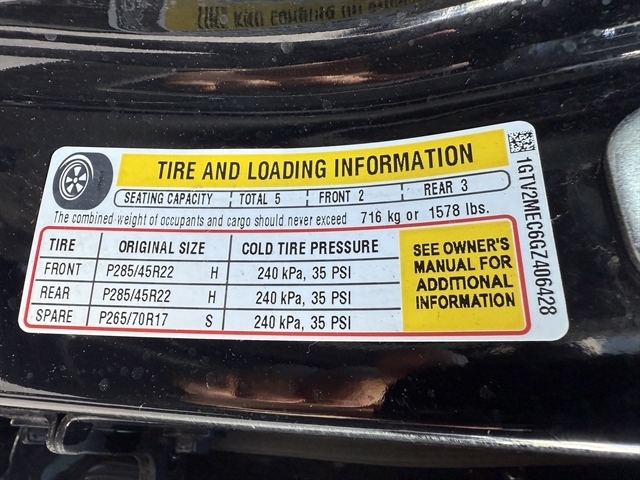 TIRE AND LOADING INFORMATION
SEATING CAPACITY TOTAL 5 FRONT 2 REAR 3
The combined weight of occupants and cargo should never exceed 716 kg or 1578 lbs.
TIRE ORIGINAL SIZE COLD TIRE PRESSURE
FRONT P285/45R22 H 240 kPa, 35 PSI
REAR P285/45R22 H 240 kPa, 35 PSI
SPARE P265/70R17 S 240 kPa, 35 PSI
SEE OWNER'S
MANUAL FOR
ADDITIONAL
INFORMATION
1GTV2MEC6GZ406428